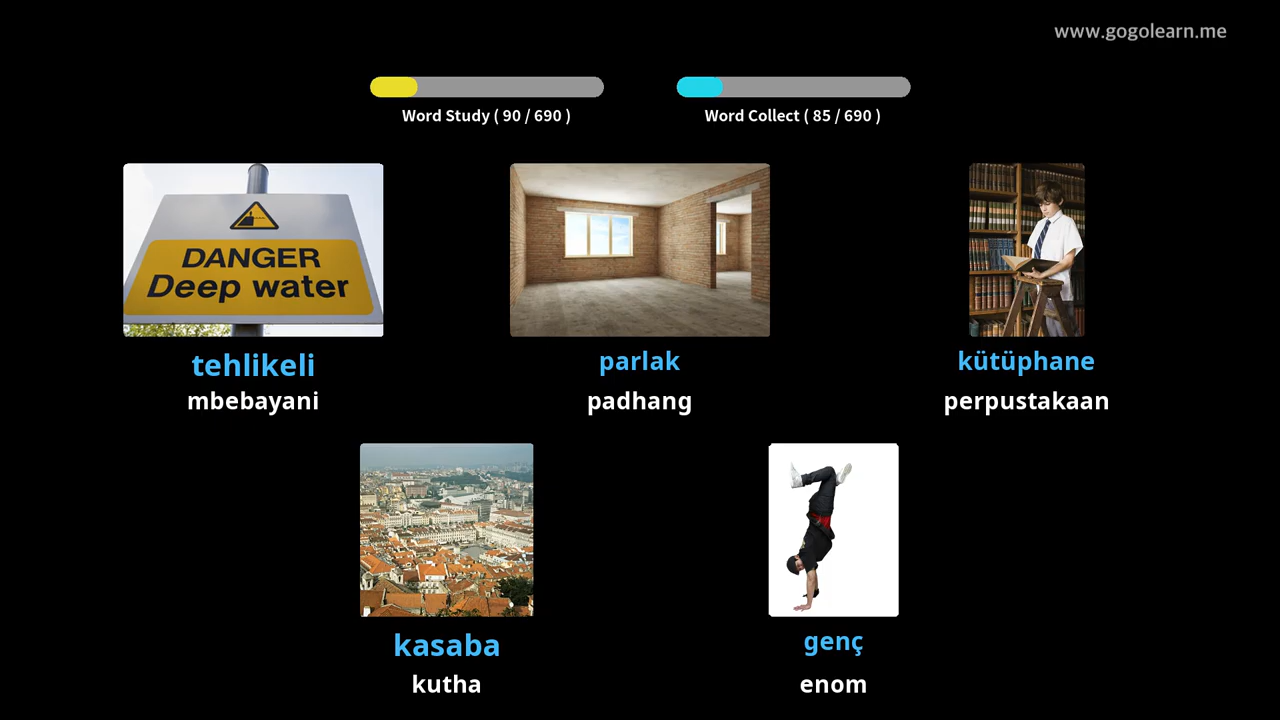 www.gogolearn.me
Word Study ( 90 / 690 )
Word Collect ( 85 / 690 )
DANGER
Deep water
tehlikeli
mbebayani
parlak
padhang
kütüphane
perpustakaan
kasaba
kutha
genç
enom